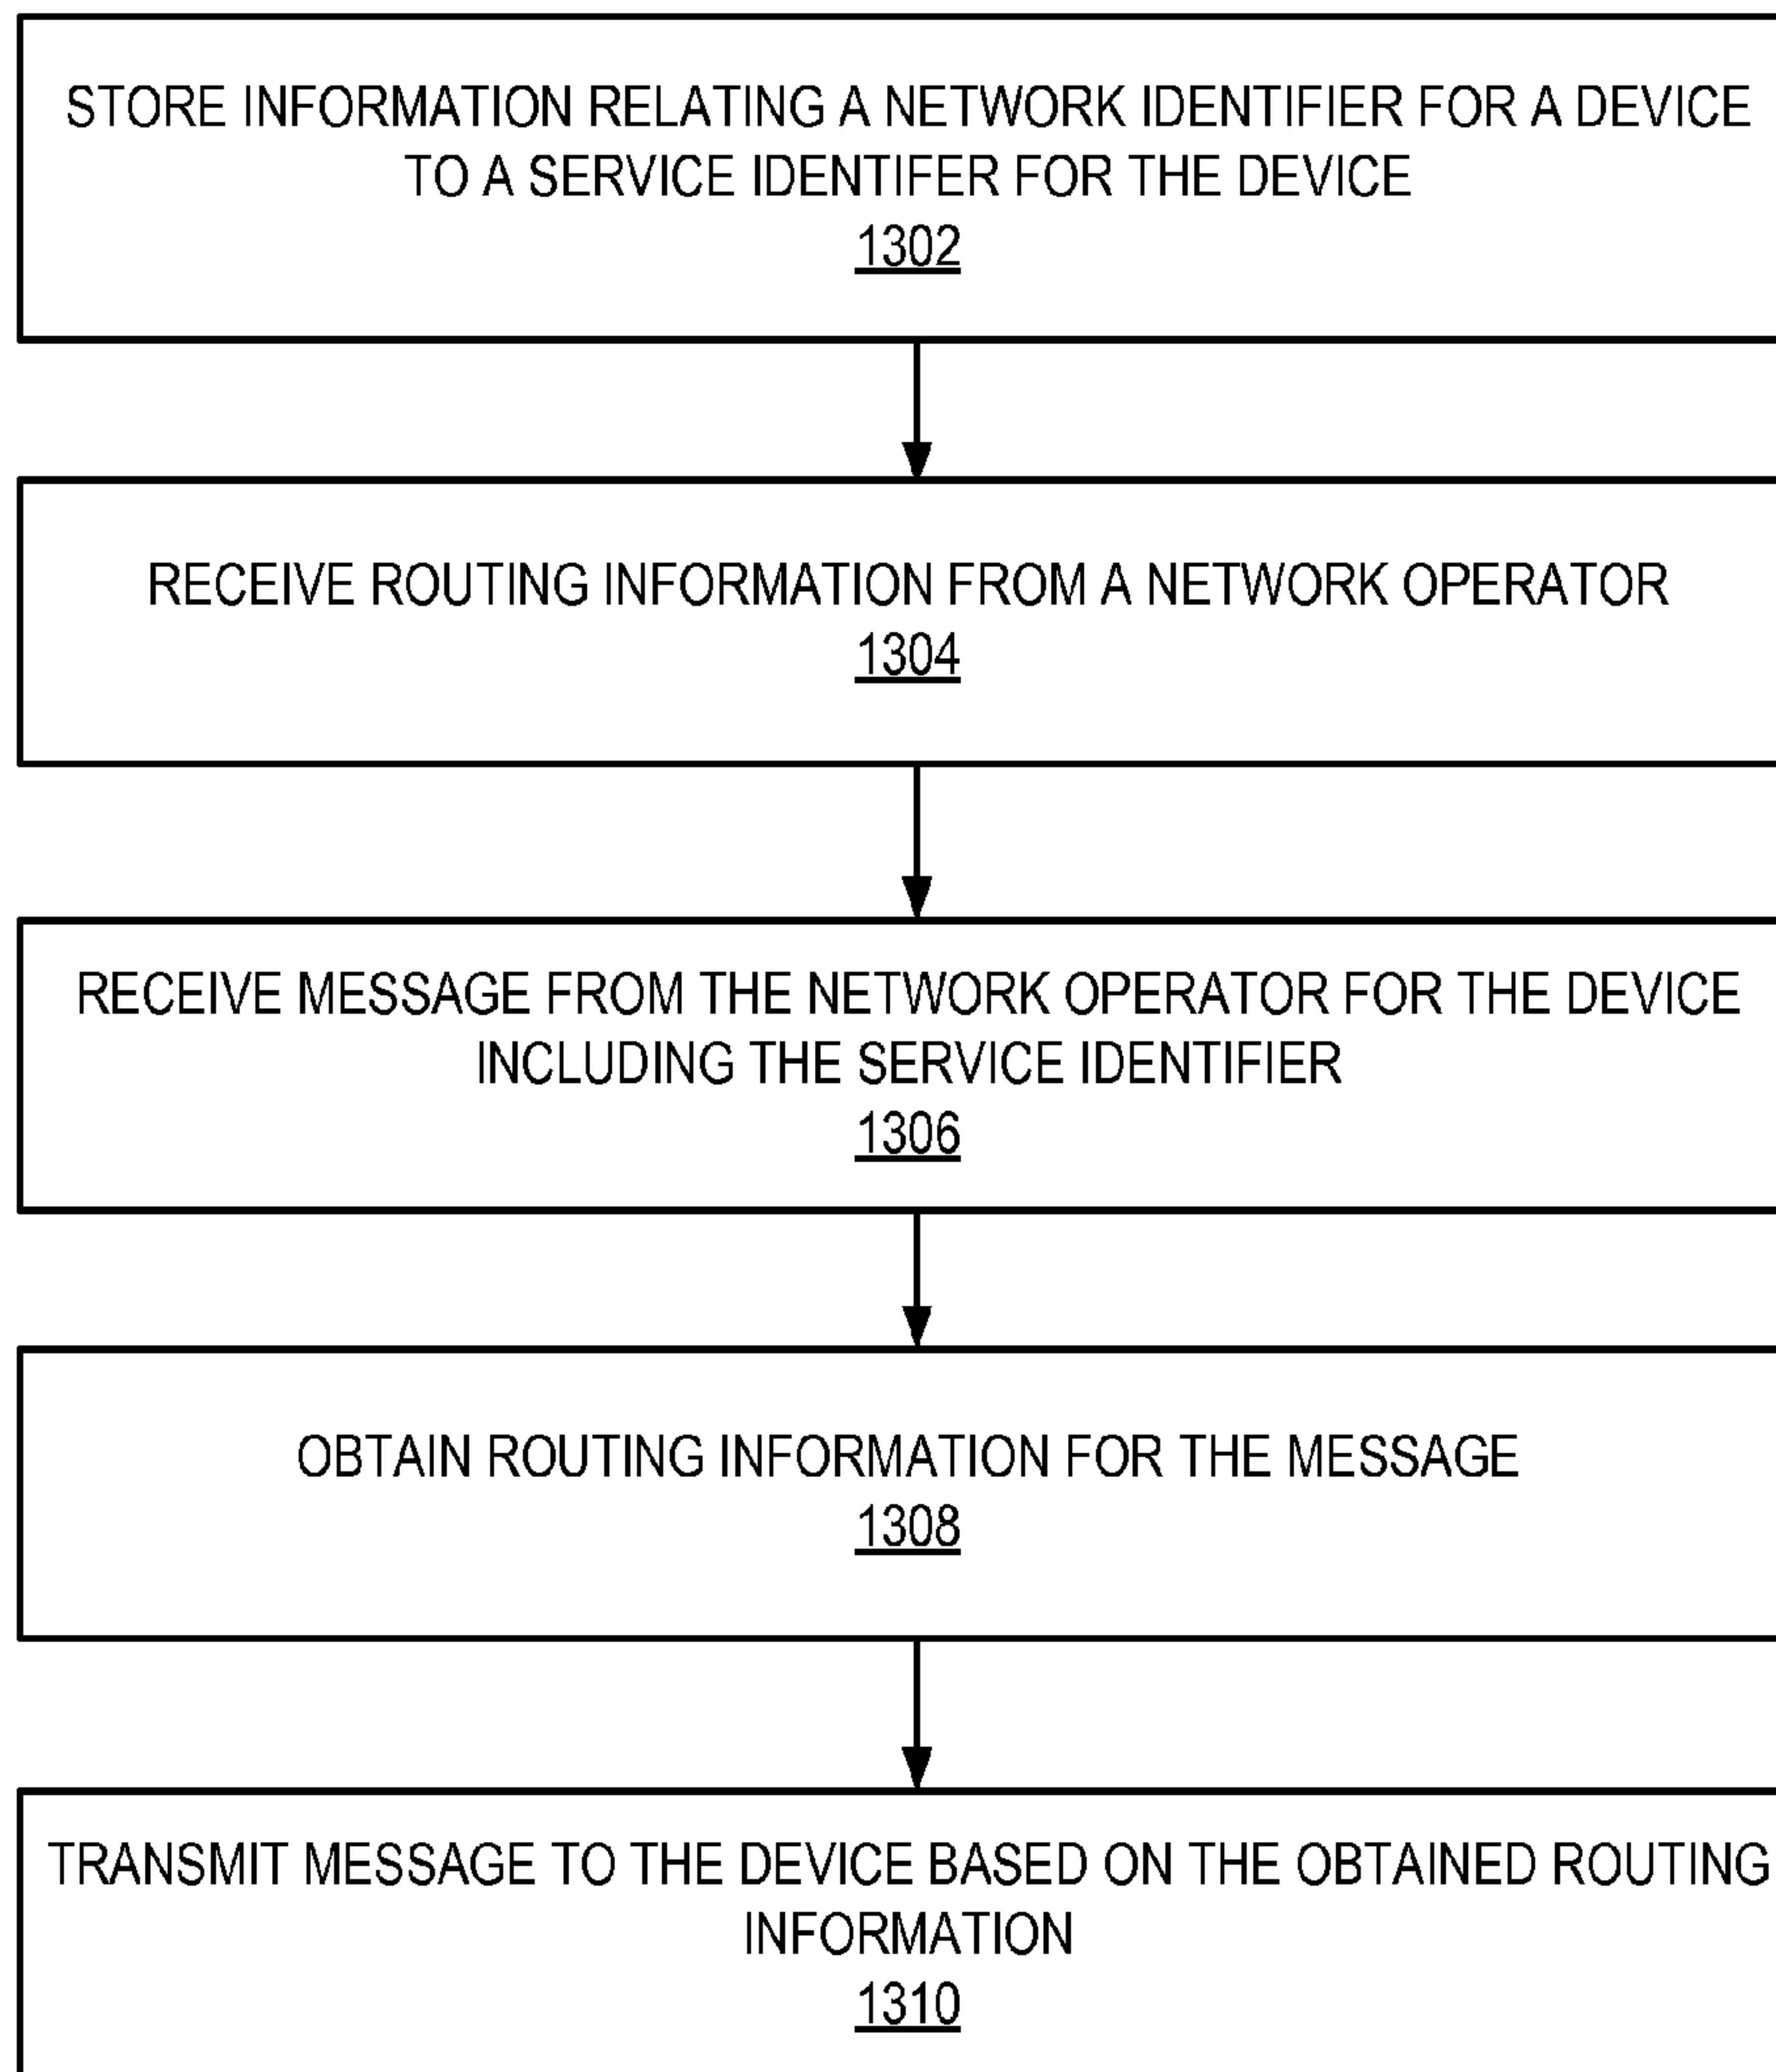 STORE INFORMATION RELATING A NETWORK IDENTIFIER FOR A DEVICE
TO A SERVICE IDENTIFER FOR THE DEVICE
1302
RECEIVE ROUTING INFORMATION FROM A NETWORK OPERATOR
1304
RECEIVE MESSAGE FROM THE NETWORK OPERATOR FOR THE DEVICE
INCLUDING THE SERVICE IDENTIFIER
1306
OBTAIN ROUTING INFORMATION FOR THE MESSAGE
1308
TRANSMIT MESSAGE TO THE DEVICE BASED ON THE OBTAINED ROUTING
INFORMATION
1310